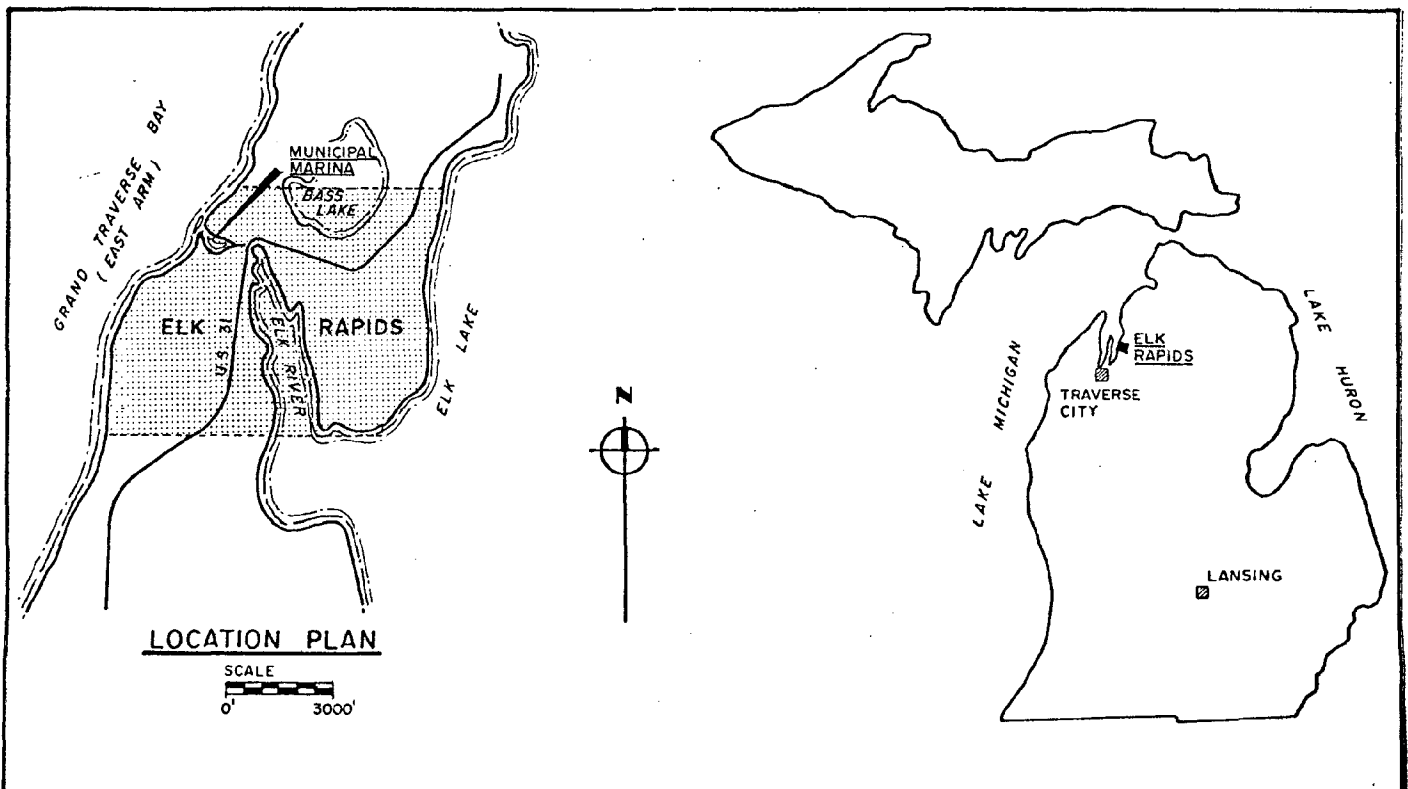 GRAND TRAVERSE BAY
( EAST ARM )
MUNICIPAL
MARINA
BASS
LAKE
ELK RAPIDS
U.S. 31
ELK RIVER
ELK LAKE
LOCATION PLAN
SCALE
0' 3000'
N
LAKE MICHIGAN
LAKE HURON
ELK
RAPIDS
TRAVERSE
CITY
LANSING